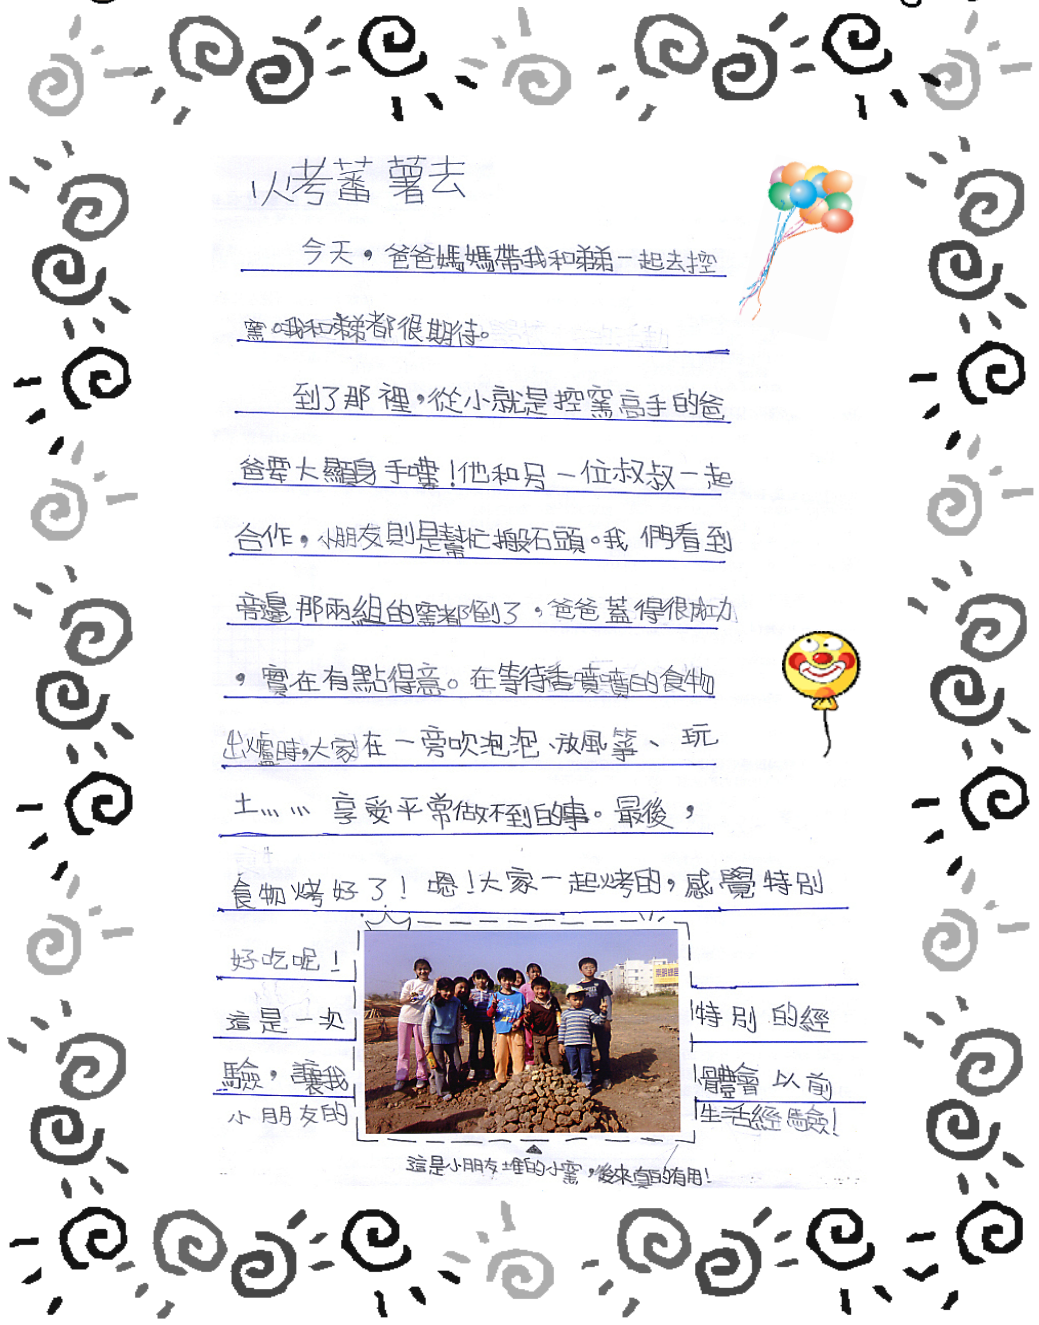 烤蕃薯去
今天，爸爸媽媽帶我和弟弟一起去控
窯。我和弟弟都很期待。
到了那裡，從小就是控窯高手的爸
爸要大顯身手嘍！他和另一位叔叔一起
合作，小朋友則是幫忙搬石頭。我們看到
旁邊那兩組的窯都倒了，爸爸蓋得很成功
，實在有點得意。在等待香噴噴的食物
出爐時，大家在一旁吹泡泡、放風箏、玩
土……享受平常做不到的事。最後，
食物烤好了！嗯！大家一起烤的，感覺特別
好吃呢！
這是一次特別的經
驗，讓我體會以前
小朋友的生活經驗！
這是小朋友堆的小窯，後來真的有用！